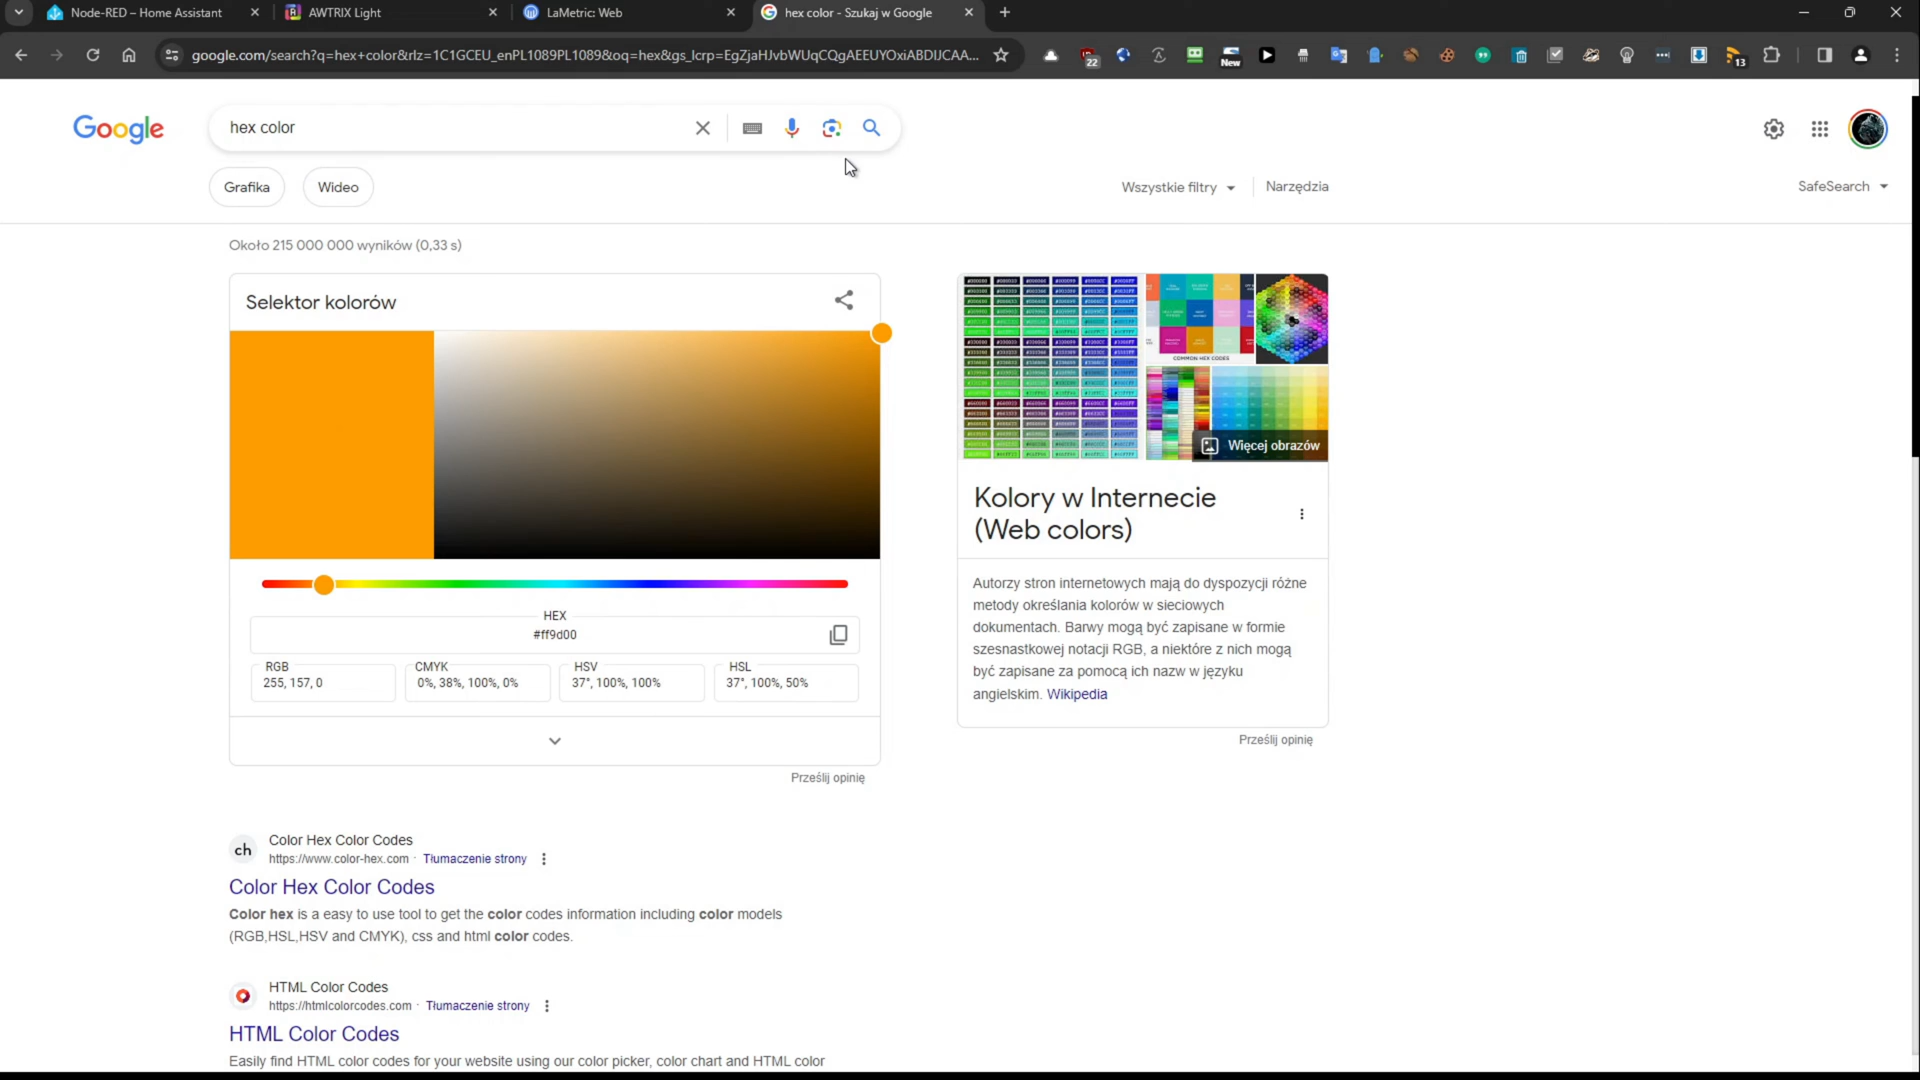 Node-RED – Home Assistant
AWTRIX Light
LaMetric: Web
hex color - Szukaj w Google
google.com/search?q=hex+color&rlz=1C1GCEU_enPL1089PL1089&oq=hex&gs_lcrp=EgZjaHJvbWUqCQgAEEUYOxiABDIJCAA...
22
New
13
Google
hex color
Grafika
Wideo
Wszystkie filtry
Narzędzia
SafeSearch
Około 215 000 000 wyników (0,33 s)
Selektor kolorów
HEX
#ff9d00
RGB
255, 157, 0
CMYK
0%, 38%, 100%, 0%
HSV
37°, 100%, 100%
HSL
37°, 100%, 50%
Prześlij opinię
COMMON HEX CODES
Więcej obrazów
Kolory w Internecie
(Web colors)
Autorzy stron internetowych mają do dyspozycji różne
metody określania kolorów w sieciowych
dokumentach. Barwy mogą być zapisane w formie
szesnastkowej notacji RGB, a niektóre z nich mogą
być zapisane za pomocą ich nazw w języku
angielskim. Wikipedia
Prześlij opinię
ch
Color Hex Color Codes
https://www.color-hex.com · Tłumaczenie strony
Color Hex Color Codes
Color hex is a easy to use tool to get the color codes information including color models
(RGB,HSL,HSV and CMYK), css and html color codes.
HTML Color Codes
https://htmlcolorcodes.com · Tłumaczenie strony
HTML Color Codes
Easily find HTML color codes for your website using our color picker, color chart and HTML color